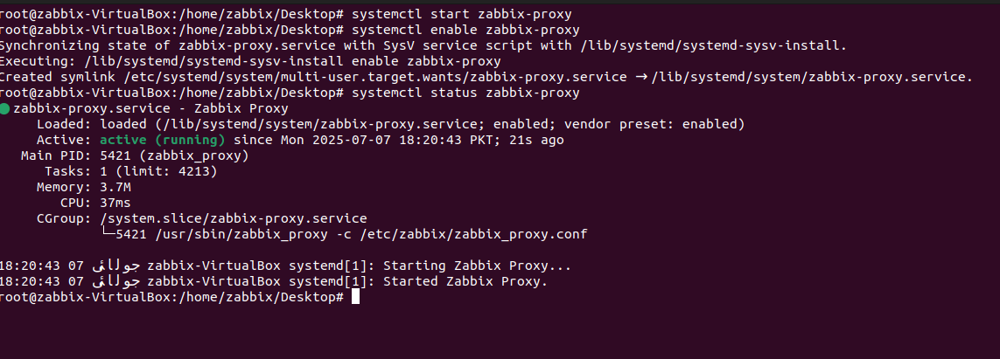 root@zabbix-VirtualBox:/home/zabbix/Desktop# systemctl start zabbix-proxy
root@zabbix-VirtualBox:/home/zabbix/Desktop# systemctl enable zabbix-proxy
Synchronizing state of zabbix-proxy.service with SysV service script with /lib/systemd/systemd-sysv-install.
Executing: /lib/systemd/systemd-sysv-install enable zabbix-proxy
Created symlink /etc/systemd/system/multi-user.target.wants/zabbix-proxy.service → /lib/systemd/system/zabbix-proxy.service.
root@zabbix-VirtualBox:/home/zabbix/Desktop# systemctl status zabbix-proxy
● zabbix-proxy.service - Zabbix Proxy
Loaded: loaded (/lib/systemd/system/zabbix-proxy.service; enabled; vendor preset: enabled)
Active: active (running) since Mon 2025-07-07 18:20:43 PKT; 21s ago
Main PID: 5421 (zabbix_proxy)
Tasks: 1 (limit: 4213)
Memory: 3.7M
CPU: 37ms
CGroup: /system.slice/zabbix-proxy.service
└─5421 /usr/sbin/zabbix_proxy -c /etc/zabbix/zabbix_proxy.conf
18:20:43 07 جولائی zabbix-VirtualBox systemd[1]: Starting Zabbix Proxy...
18:20:43 07 جولائی zabbix-VirtualBox systemd[1]: Started Zabbix Proxy.
root@zabbix-VirtualBox:/home/zabbix/Desktop#